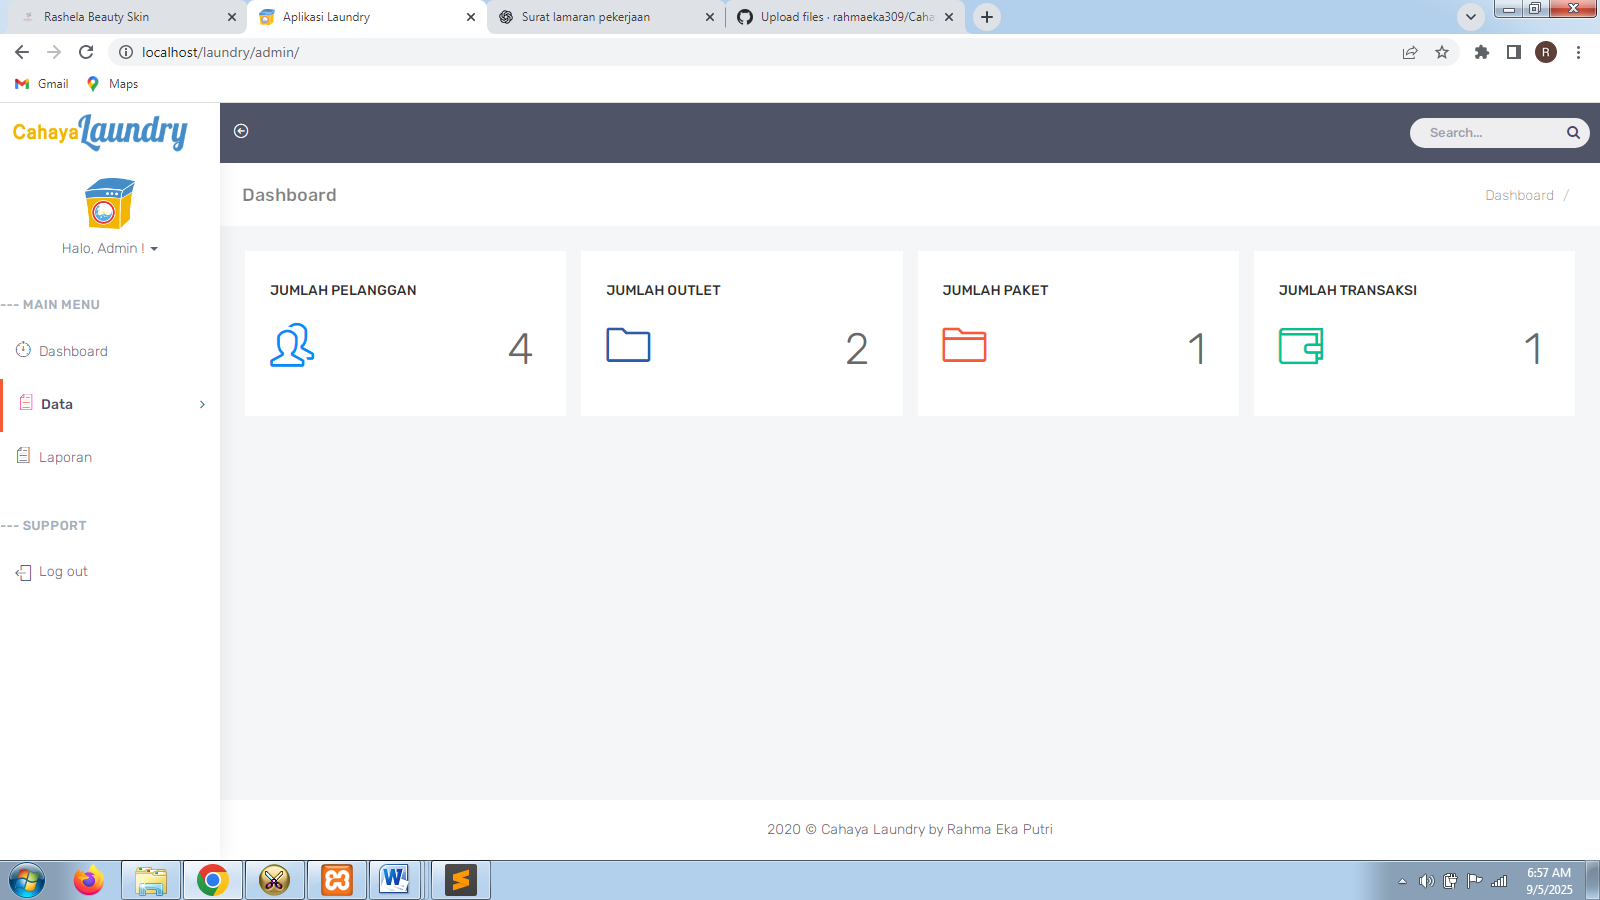 Rashela Beauty Skin
Aplikasi Laundry
Surat lamaran pekerjaan
Upload files · rahmaeka309/Caha
localhost/laundry/admin/
R
Gmail
Maps
Cahaya Laundry
Search...
Dashboard
Dashboard /
Halo, Admin !
--- MAIN MENU
Dashboard
Data
Laporan
--- SUPPORT
Log out
JUMLAH PELANGGAN
4
JUMLAH OUTLET
2
JUMLAH PAKET
1
JUMLAH TRANSAKSI
1
2020 © Cahaya Laundry by Rahma Eka Putri
6:57 AM
9/5/2025